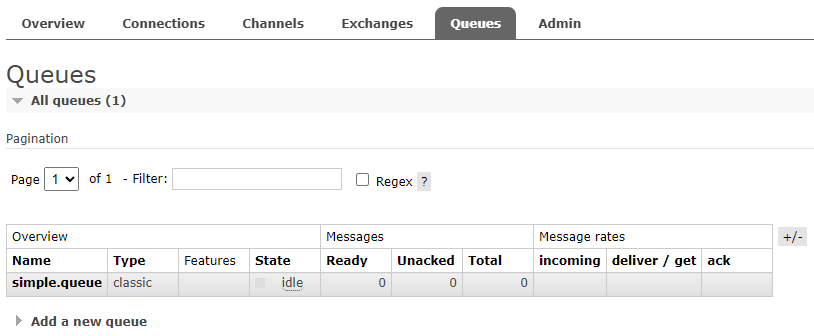 Overview Connections Channels Exchanges Queues Admin
Queues
All queues (1)
Pagination
Page 1 of 1 - Filter: Regex ?
Overview Messages Message rates +/-
Name Type Features State Ready Unacked Total incoming deliver / get ack
simple.queue classic idle 0 0 0
Add a new queue